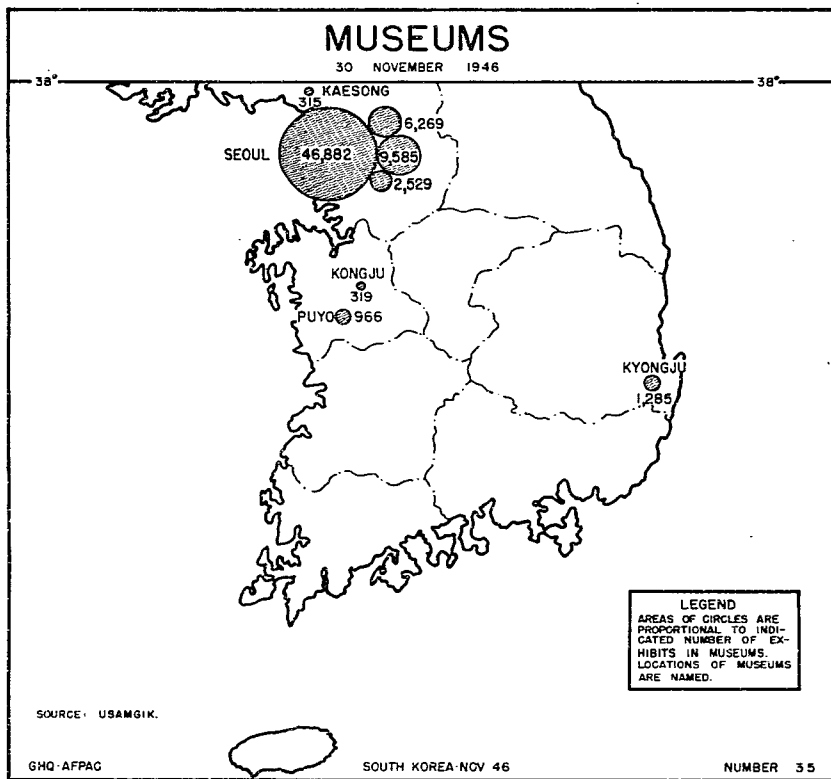 MUSEUMS
30 NOVEMBER 1946
38°
38°
KAESONG
315
6,269
SEOUL
46,882
9,585
2,529
KONGJU
319
PUYO
966
KYONGJU
1,285
LEGEND
AREAS OF CIRCLES ARE
PROPORTIONAL TO INDI-
CATED NUMBER OF EX-
HIBITS IN MUSEUMS.
LOCATIONS OF MUSEUMS
ARE NAMED.
SOURCE: USAMGIK.
GHQ-AFPAC
SOUTH KOREA-NOV 46
NUMBER 35